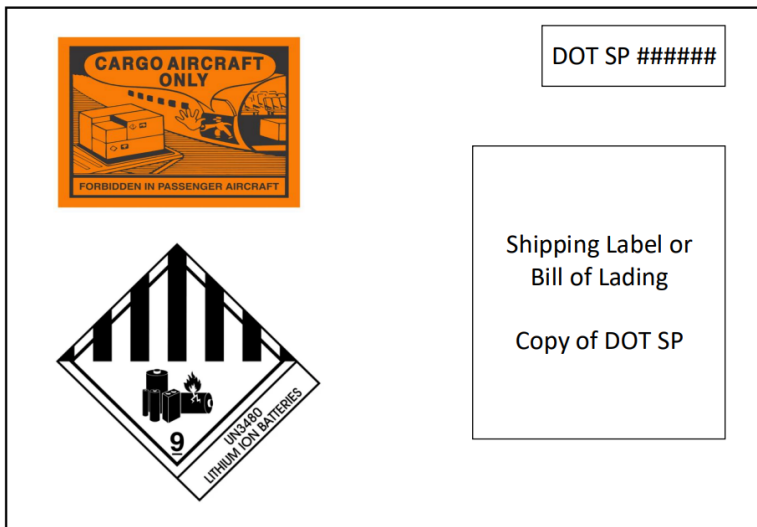 CARGO AIRCRAFT
ONLY
FORBIDDEN IN PASSENGER AIRCRAFT
DOT SP ######
Shipping Label or
Bill of Lading
Copy of DOT SP
9
UN3480
LITHIUM ION BATTERIES